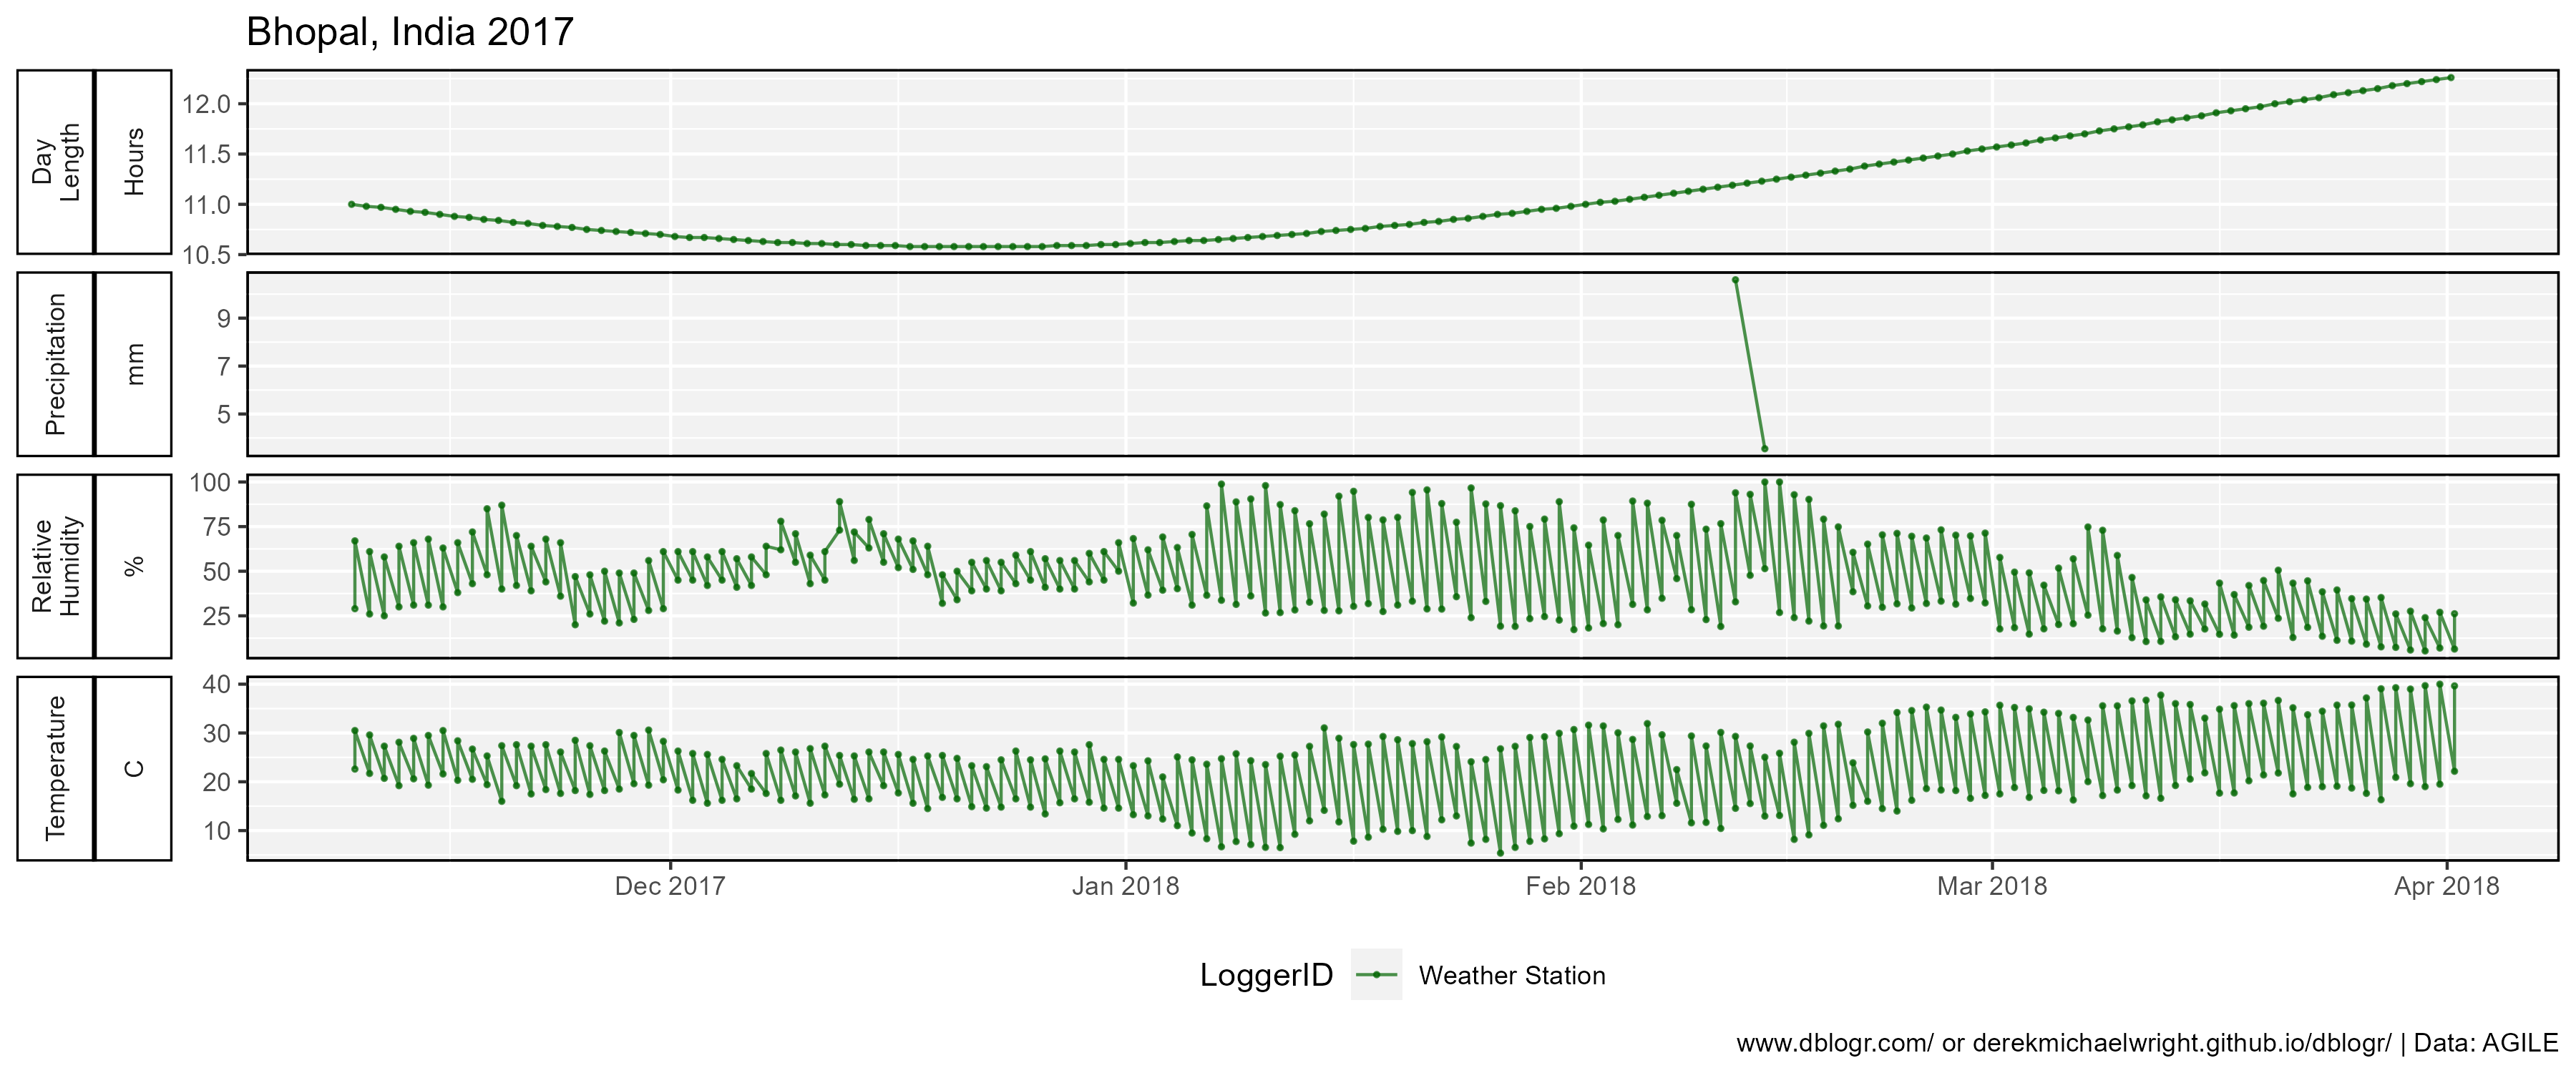 Bhopal, India 2017
Day
Length
Hours
12.0
11.5
11.0
10.5
Precipitation
mm
9
7
5
Relative
Humidity
%
100
75
50
25
Temperature
C
40
30
20
10
Dec 2017
Jan 2018
Feb 2018
Mar 2018
Apr 2018
LoggerID
Weather Station
www.dblogr.com/ or derekmichaelwright.github.io/dblogr/ | Data: AGILE